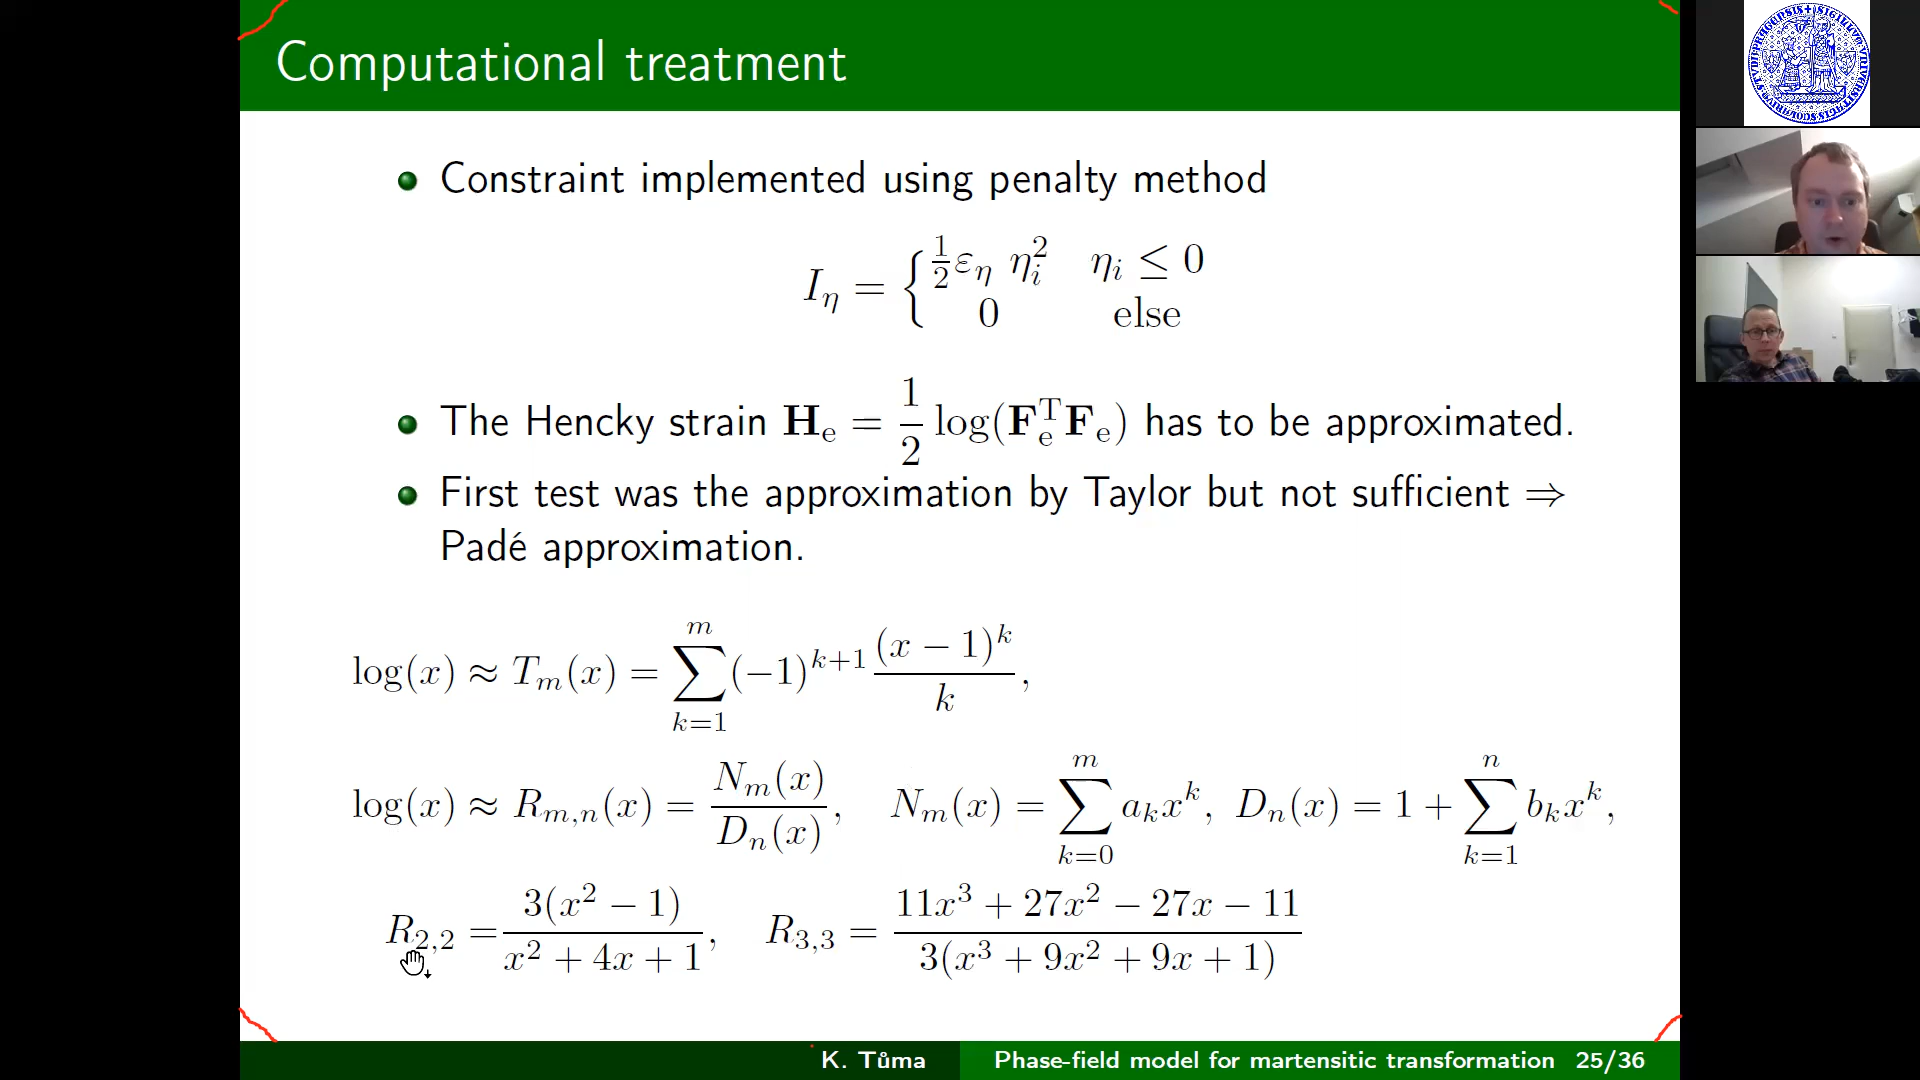 Computational treatment
Constraint implemented using penalty method
I_η = { ½ε_η η_i² η_i ≤ 0
0 else
The Hencky strain H_e = 1/2 log(F_e^T F_e) has to be approximated.
First test was the approximation by Taylor but not sufficient ⇒
Padé approximation.
log(x) ≈ T_m(x) = ∑_{k=1}^{m} (−1)^{k+1} (x − 1)^k / k,
log(x) ≈ R_{m,n}(x) = N_m(x) / D_n(x), N_m(x) = ∑_{k=0}^{m} a_k x^k, D_n(x) = 1 + ∑_{k=1}^{n} b_k x^k,
R_{2,2} = 3(x² − 1) / x² + 4x + 1, R_{3,3} = 11x³ + 27x² − 27x − 11 / 3(x³ + 9x² + 9x + 1)
K. Tůma Phase-field model for martensitic transformation 25/36